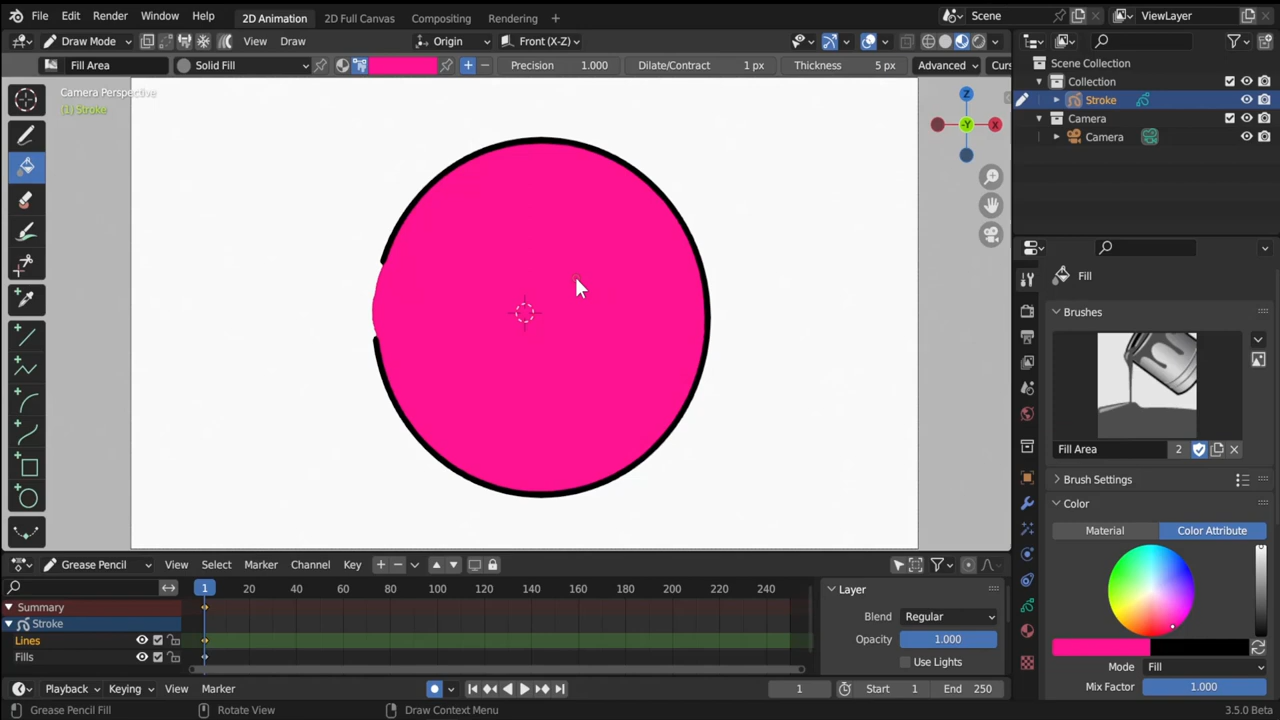 File Edit Render Window Help 2D Animation 2D Full Canvas Compositing Rendering + Scene ViewLayer
Draw Mode View Draw Origin Front (X-Z)
Fill Area Solid Fill Precision 1.000 Dilate/Contract 1 px Thickness 5 px Advanced Curs
Camera Perspective
(1) Stroke
Z
-Y
X
Scene Collection
Collection
Stroke
Camera
Camera
Fill
Brushes
Fill Area 2
Brush Settings
Color
Material Color Attribute
Mode Fill
Mix Factor 1.000
Grease Pencil View Select Marker Channel Key
1 20 40 60 80 100 120 140 160 180 200 220 240
Summary
Stroke
Lines
Fills
Layer
Blend Regular
Opacity 1.000
Use Lights
Playback Keying View Marker 1 Start 1 End 250
Grease Pencil Fill Rotate View Draw Context Menu 3.5.0 Beta